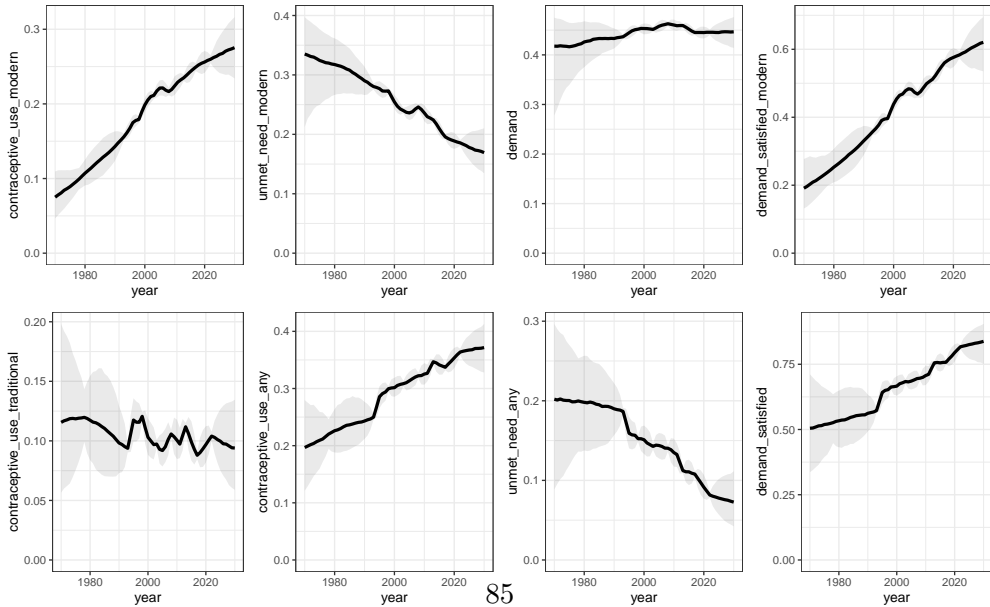 contraceptive_use_modern
0.3
0.2
0.1
0.0
1980 2000 2020
year
unmet_need_modern
0.4
0.3
0.2
0.1
0.0
1980 2000 2020
year
demand
0.4
0.2
0.1
0.0
1980 2000 2020
year
demand_satisfied_modern
0.6
0.4
0.2
0.0
1980 2000 2020
year
contraceptive_use_traditional
0.20
0.15
0.10
0.05
0.00
1980 2000 2020
year
contraceptive_use_any
0.4
0.3
0.2
0.1
0.0
1980 2000 2020
year
unmet_need_any
0.3
0.2
0.1
0.0
1980 2000 2020
year
demand_satisfied
0.75
0.50
0.25
0.00
1980 2000 2020
year
85